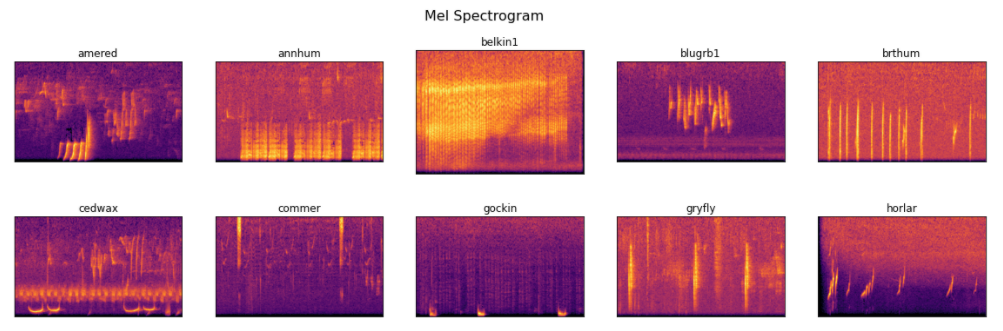 Mel Spectrogram
amered
annhum
belkin1
blugrb1
brthum
cedwax
commer
gockin
gryfly
horlar